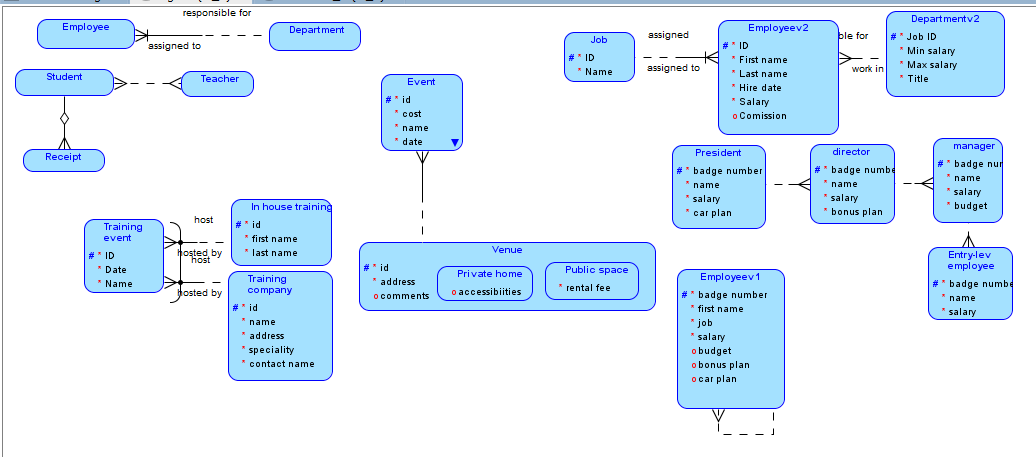 responsible for
Employee
Department
assigned to
Student
Teacher
Receipt
Event
# * id
* cost
* name
* date
Job
# * ID
* Name
assigned
assigned to
Employeev2
# * ID
* First name
* Last name
* Hire date
* Salary
o Comission
ble for
work in
Departmentv2
# * Job ID
* Min salary
* Max salary
* Title
President
# * badge number
* name
* salary
* car plan
director
# * badge numbe
* name
* salary
* bonus plan
manager
# * badge nur
* name
* salary
* budget
Entry-lev
employee
# * badge numbe
* name
* salary
Training
event
# * ID
* Date
* Name
host
hosted by
host
hosted by
In house training
# * id
* first name
* last name
Training
company
# * id
* name
* address
* speciality
* contact name
Venue
# * id
* address
o comments
Private home
o accessibiities
Public space
* rental fee
Employeev1
# * badge number
* first name
* job
* salary
o budget
o bonus plan
o car plan